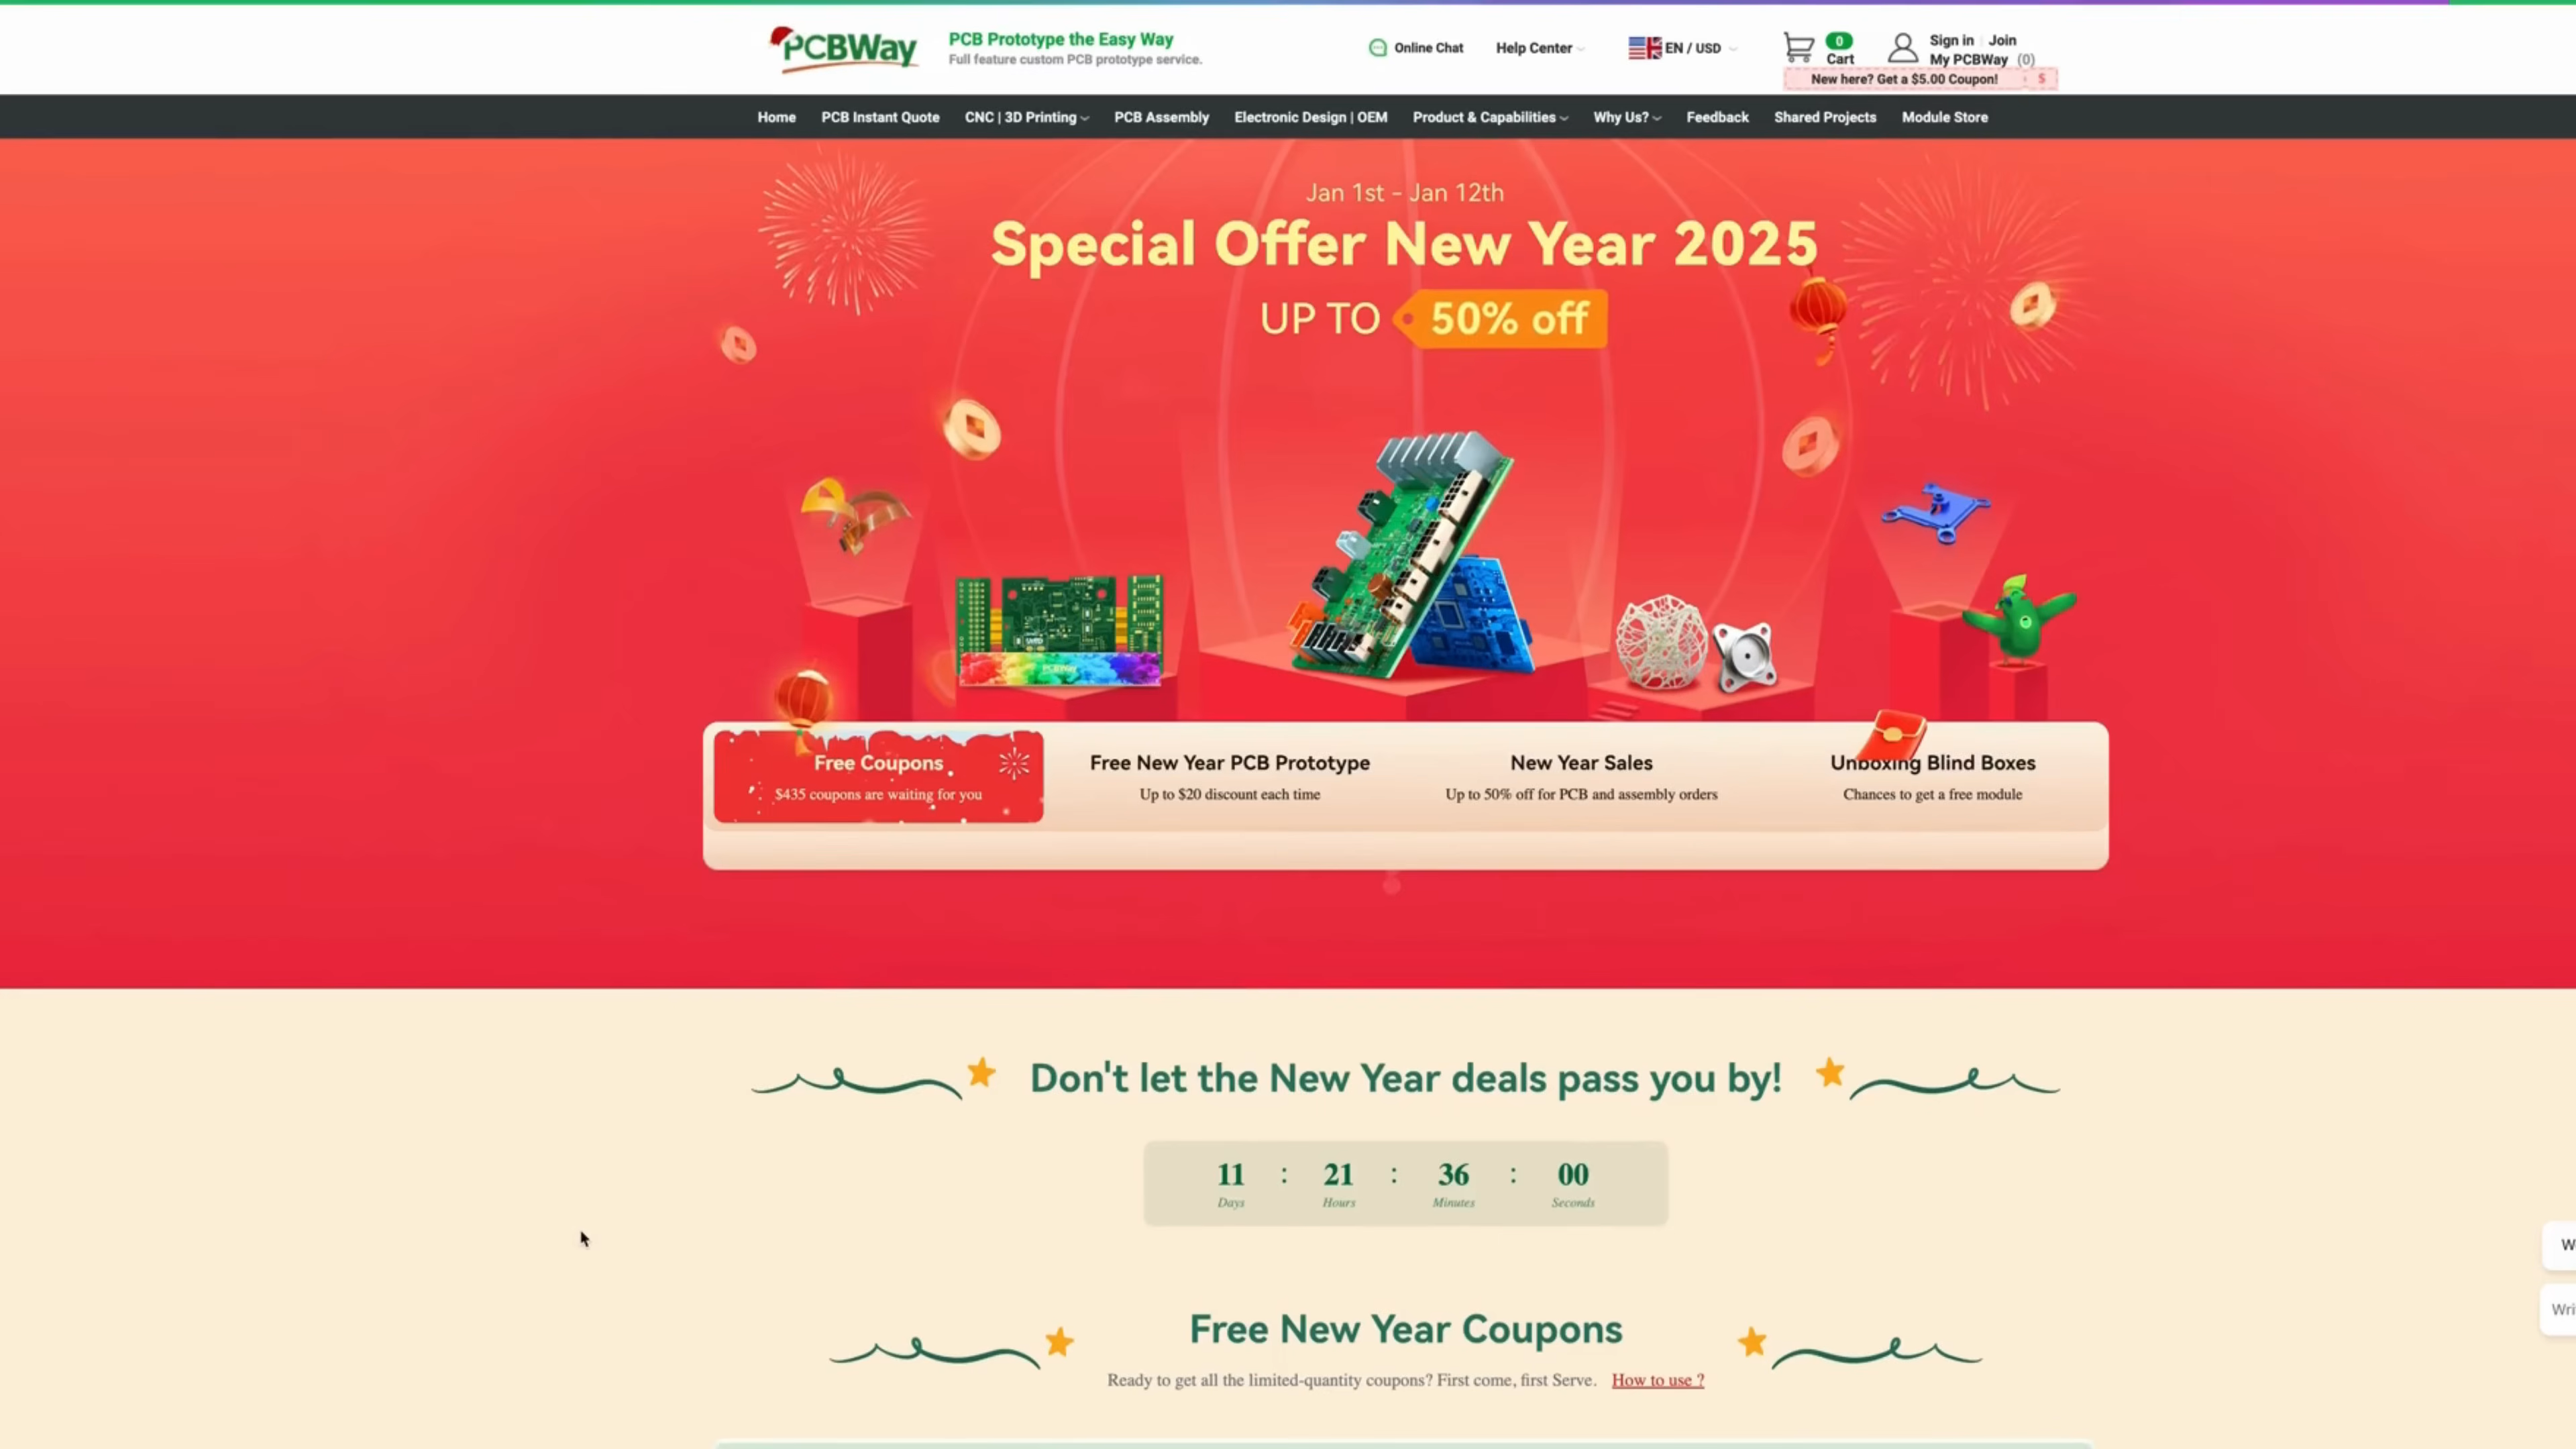 PCBWay
PCB Prototype the Easy Way
Full feature custom PCB prototype service.
Online Chat
Help Center
EN / USD
0
Cart
Sign in
Join
My PCBWay (0)
New here? Get a $5.00 Coupon!
Home
PCB Instant Quote
CNC | 3D Printing
PCB Assembly
Electronic Design | OEM
Product & Capabilities
Why Us?
Feedback
Shared Projects
Module Store
Jan 1st - Jan 12th
Special Offer New Year 2025
UP TO
50% off
Free Coupons
$435 coupons are waiting for you
Free New Year PCB Prototype
Up to $20 discount each time
New Year Sales
Up to 50% off for PCB and assembly orders
Unboxing Blind Boxes
Chances to get a free module
Don't let the New Year deals pass you by!
11 : 21 : 36 : 00
Days Hours Minutes Seconds
Free New Year Coupons
Ready to get all the limited-quantity coupons? First come, first Serve. How to use ?